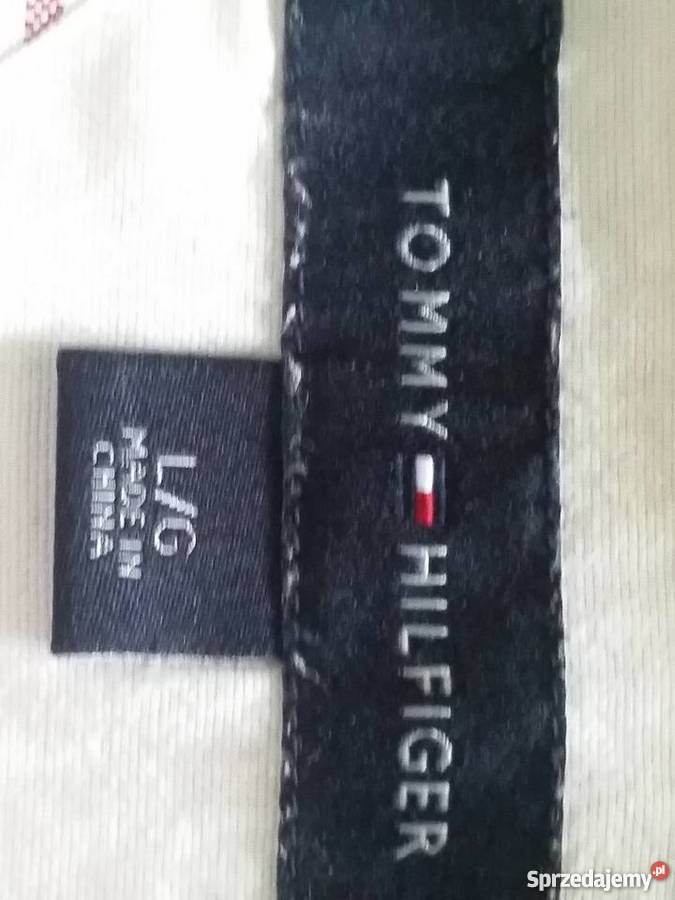 TOMMY HILFIGER
L/G
MADE IN
CHINA
Sprzedajemy.pl